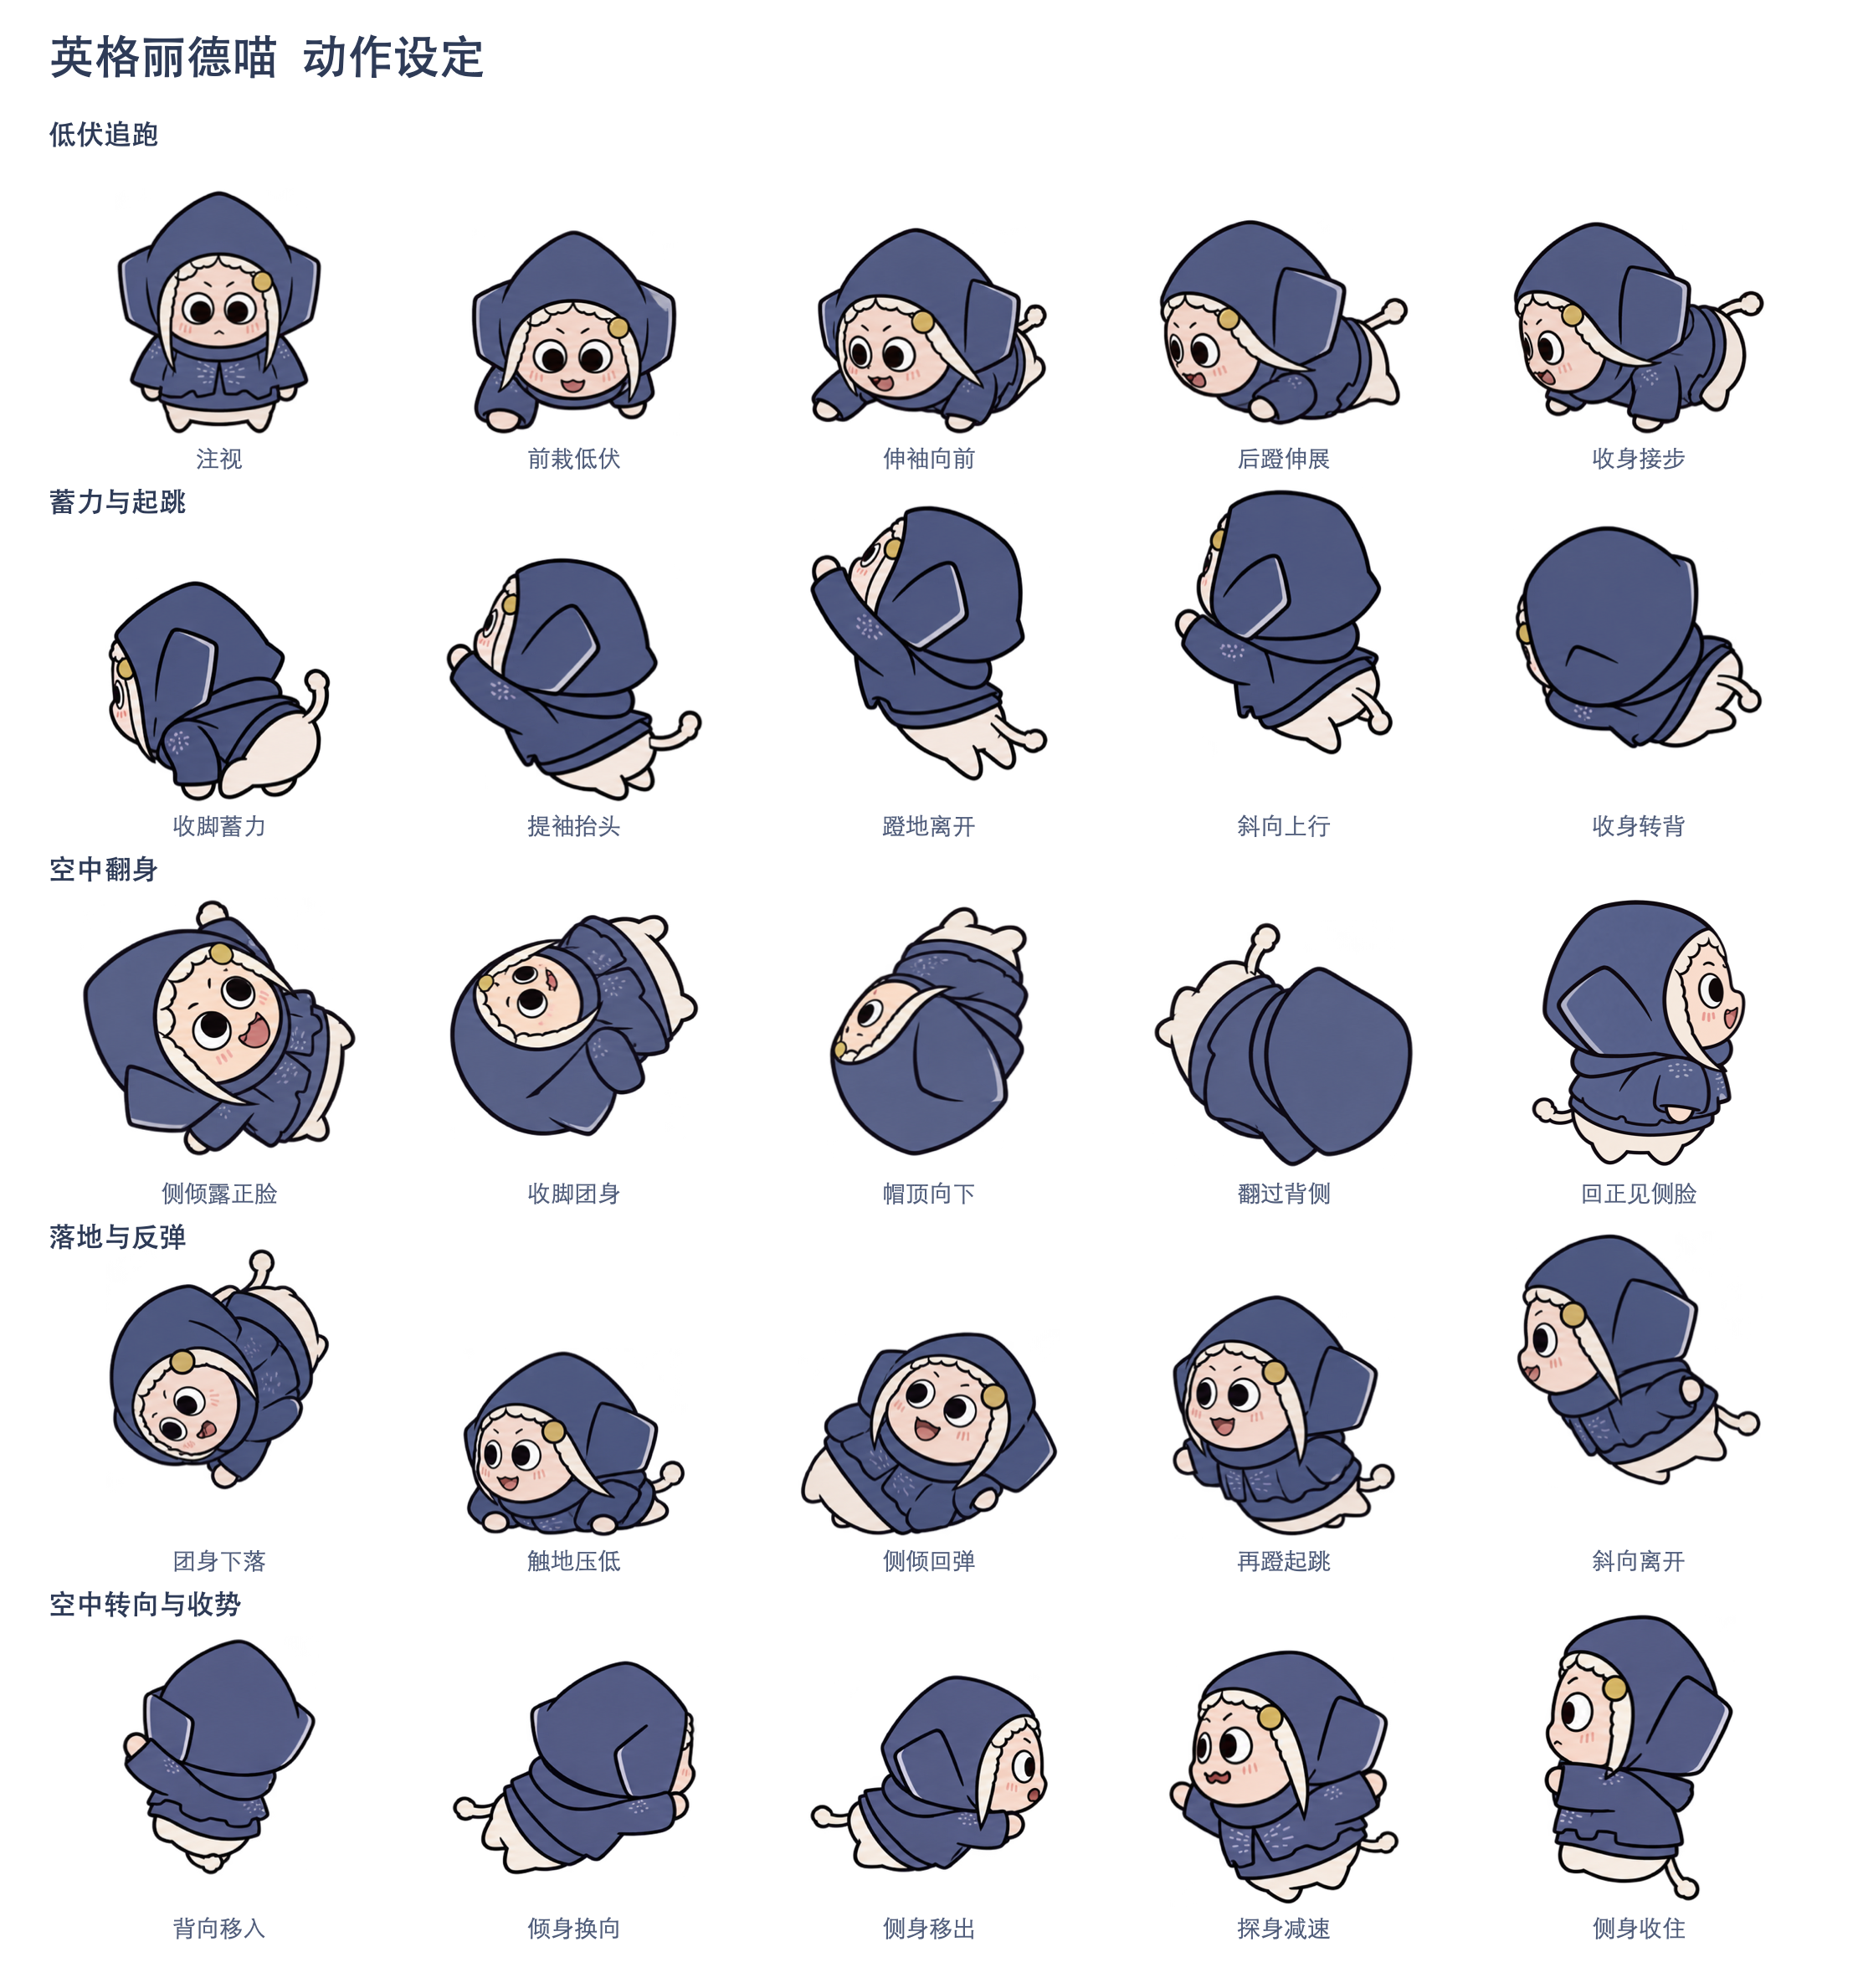 英格丽德喵 动作设定
低伏追跑
注视 前栽低伏 伸袖向前 后蹬伸展 收身接步
蓄力与起跳
收脚蓄力 提袖抬头 蹬地离开 斜向上行 收身转背
空中翻身
侧倾露正脸 收脚团身 帽顶向下 翻过背侧 回正见侧脸
落地与反弹
团身下落 触地压低 侧倾回弹 再蹬起跳 斜向离开
空中转向与收势
背向移入 倾身换向 侧身移出 探身减速 侧身收住